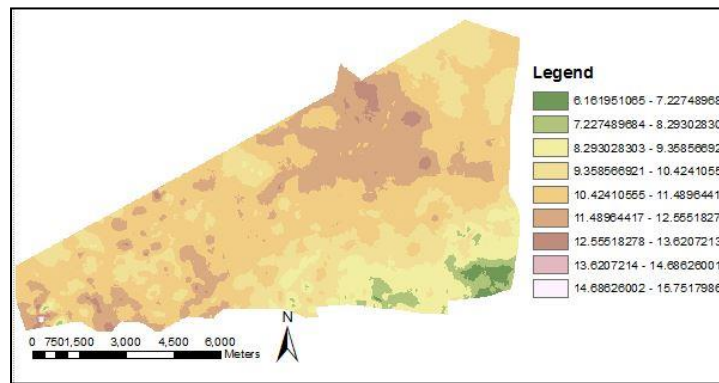 Legend
6.161951065 - 7.22748968
7.227489684 - 8.29302830
8.293028303 - 9.35856692
9.358566921 - 10.4241055
10.42410555 - 11.4896441
11.48964417 - 12.5551827
12.55518278 - 13.6207213
13.6207214 - 14.68626001
14.68626002 - 15.7517986
N
0 7501,500 3,000 4,500 6,000
Meters